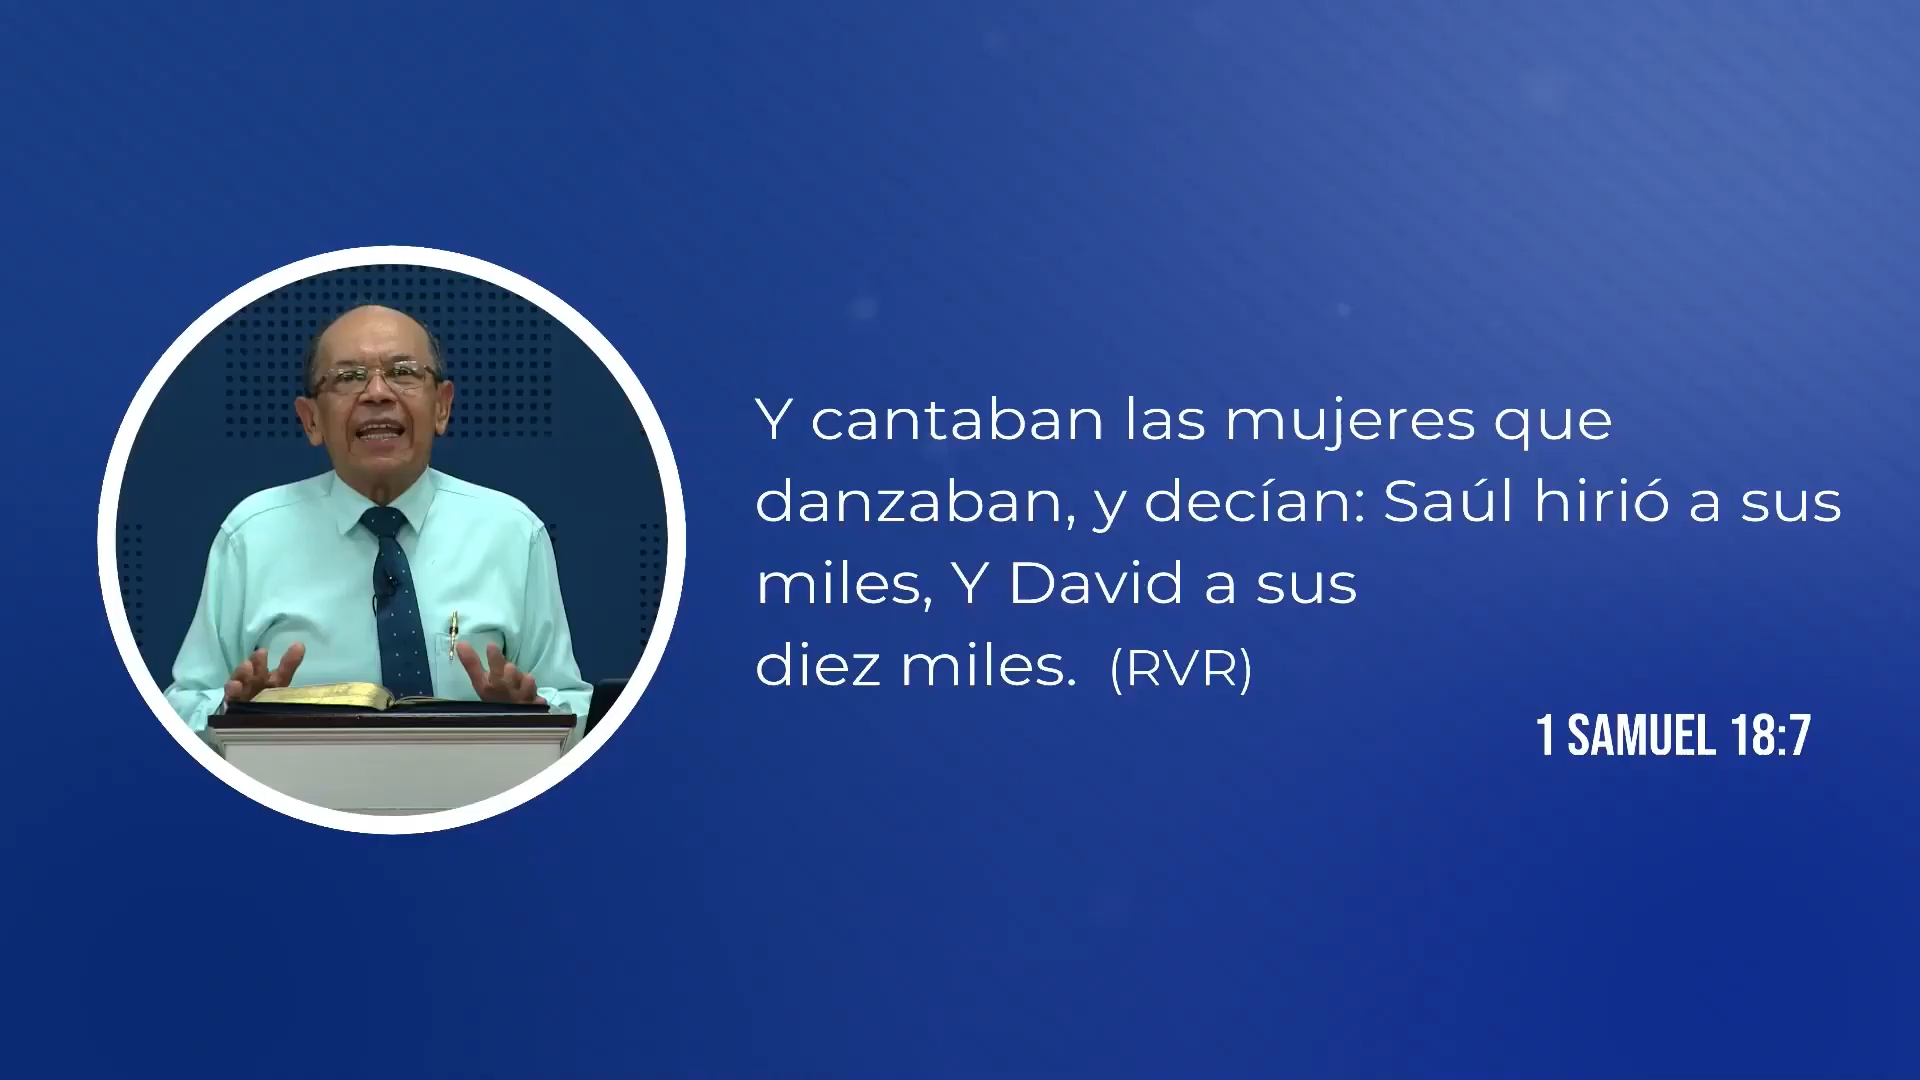 Y cantaban las mujeres que
danzaban, y decían: Saúl hirió a sus
miles, Y David a sus
diez miles. (RVR)
1 SAMUEL 18:7